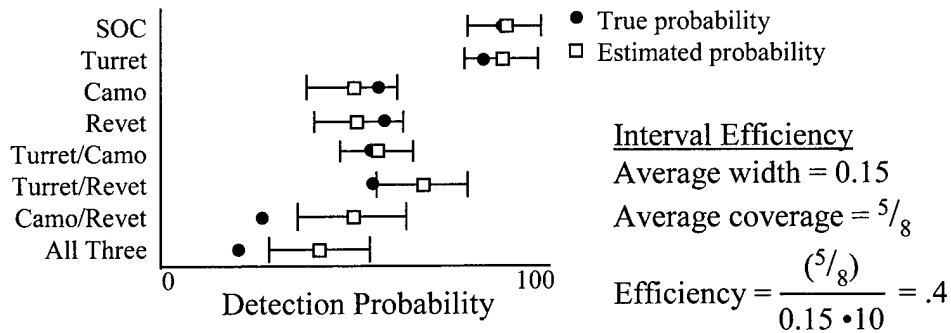 SOC
Turret
Camo
Revet
Turret/Camo
Turret/Revet
Camo/Revet
All Three
0
100
Detection Probability
True probability
Estimated probability
Interval Efficiency
Average width = 0.15
Average coverage = 5/8
Efficiency = (5/8) / 0.15 •10 = .4